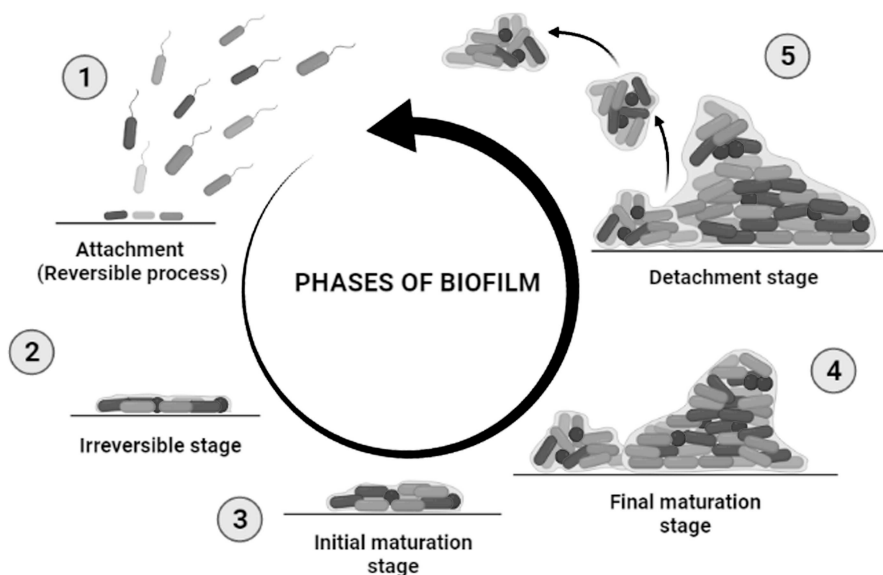 1
Attachment
(Reversible process)
2
Irreversible stage
3
Initial maturation
stage
4
Final maturation
stage
5
Detachment stage
PHASES OF BIOFILM